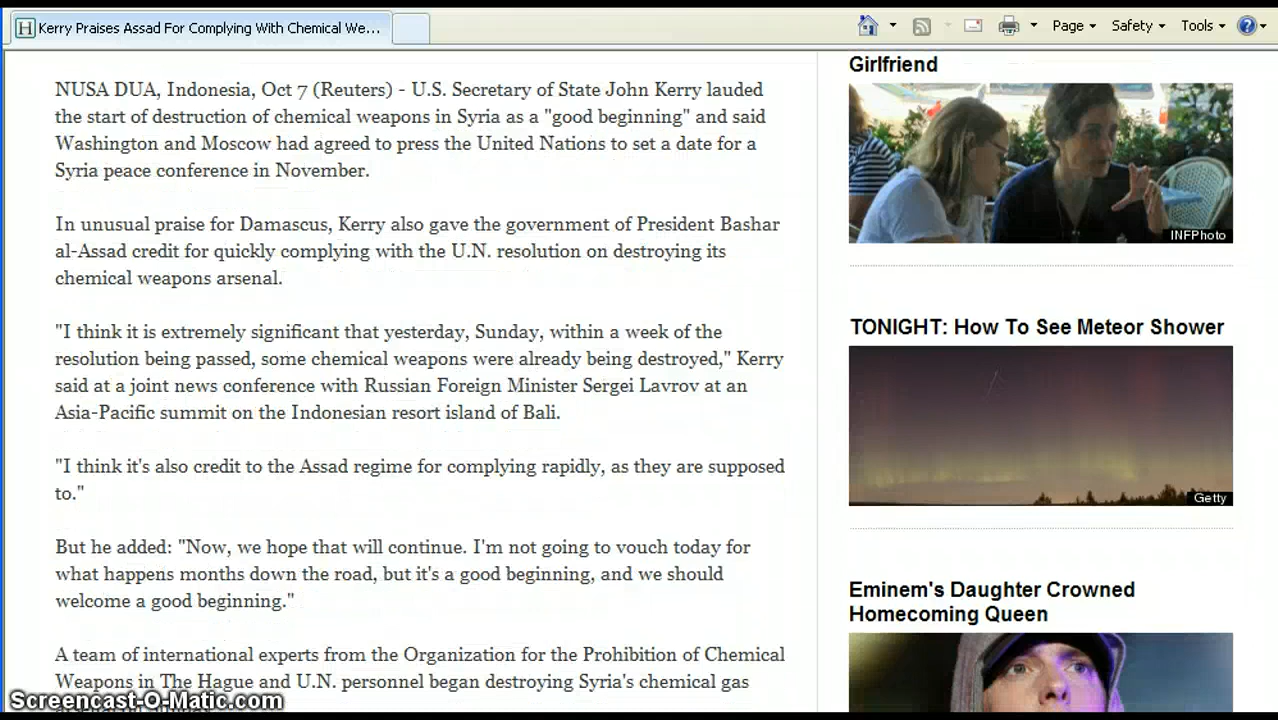 Kerry Praises Assad For Complying With Chemical We...
Page
Safety
Tools
NUSA DUA, Indonesia, Oct 7 (Reuters) - U.S. Secretary of State John Kerry lauded
the start of destruction of chemical weapons in Syria as a "good beginning" and said
Washington and Moscow had agreed to press the United Nations to set a date for a
Syria peace conference in November.
In unusual praise for Damascus, Kerry also gave the government of President Bashar
al-Assad credit for quickly complying with the U.N. resolution on destroying its
chemical weapons arsenal.
"I think it is extremely significant that yesterday, Sunday, within a week of the
resolution being passed, some chemical weapons were already being destroyed," Kerry
said at a joint news conference with Russian Foreign Minister Sergei Lavrov at an
Asia-Pacific summit on the Indonesian resort island of Bali.
"I think it's also credit to the Assad regime for complying rapidly, as they are supposed
to."
But he added: "Now, we hope that will continue. I'm not going to vouch today for
what happens months down the road, but it's a good beginning, and we should
welcome a good beginning."
A team of international experts from the Organization for the Prohibition of Chemical
Weapons in The Hague and U.N. personnel began destroying Syria's chemical gas
Screencast-O-Matic.com
Girlfriend
INFPhoto
TONIGHT: How To See Meteor Shower
Getty
Eminem's Daughter Crowned
Homecoming Queen